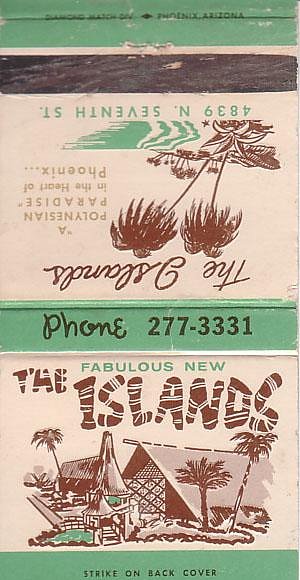 DIAMOND MATCH DIV. ◆ PHOENIX, ARIZONA
4839 N. SEVENTH ST.
"A
POLYNESIAN
PARADISE"
in the Heart of
Phoenix...
The Islands
Phone 277-3331
FABULOUS NEW
THE ISLANDS
STRIKE ON BACK COVER